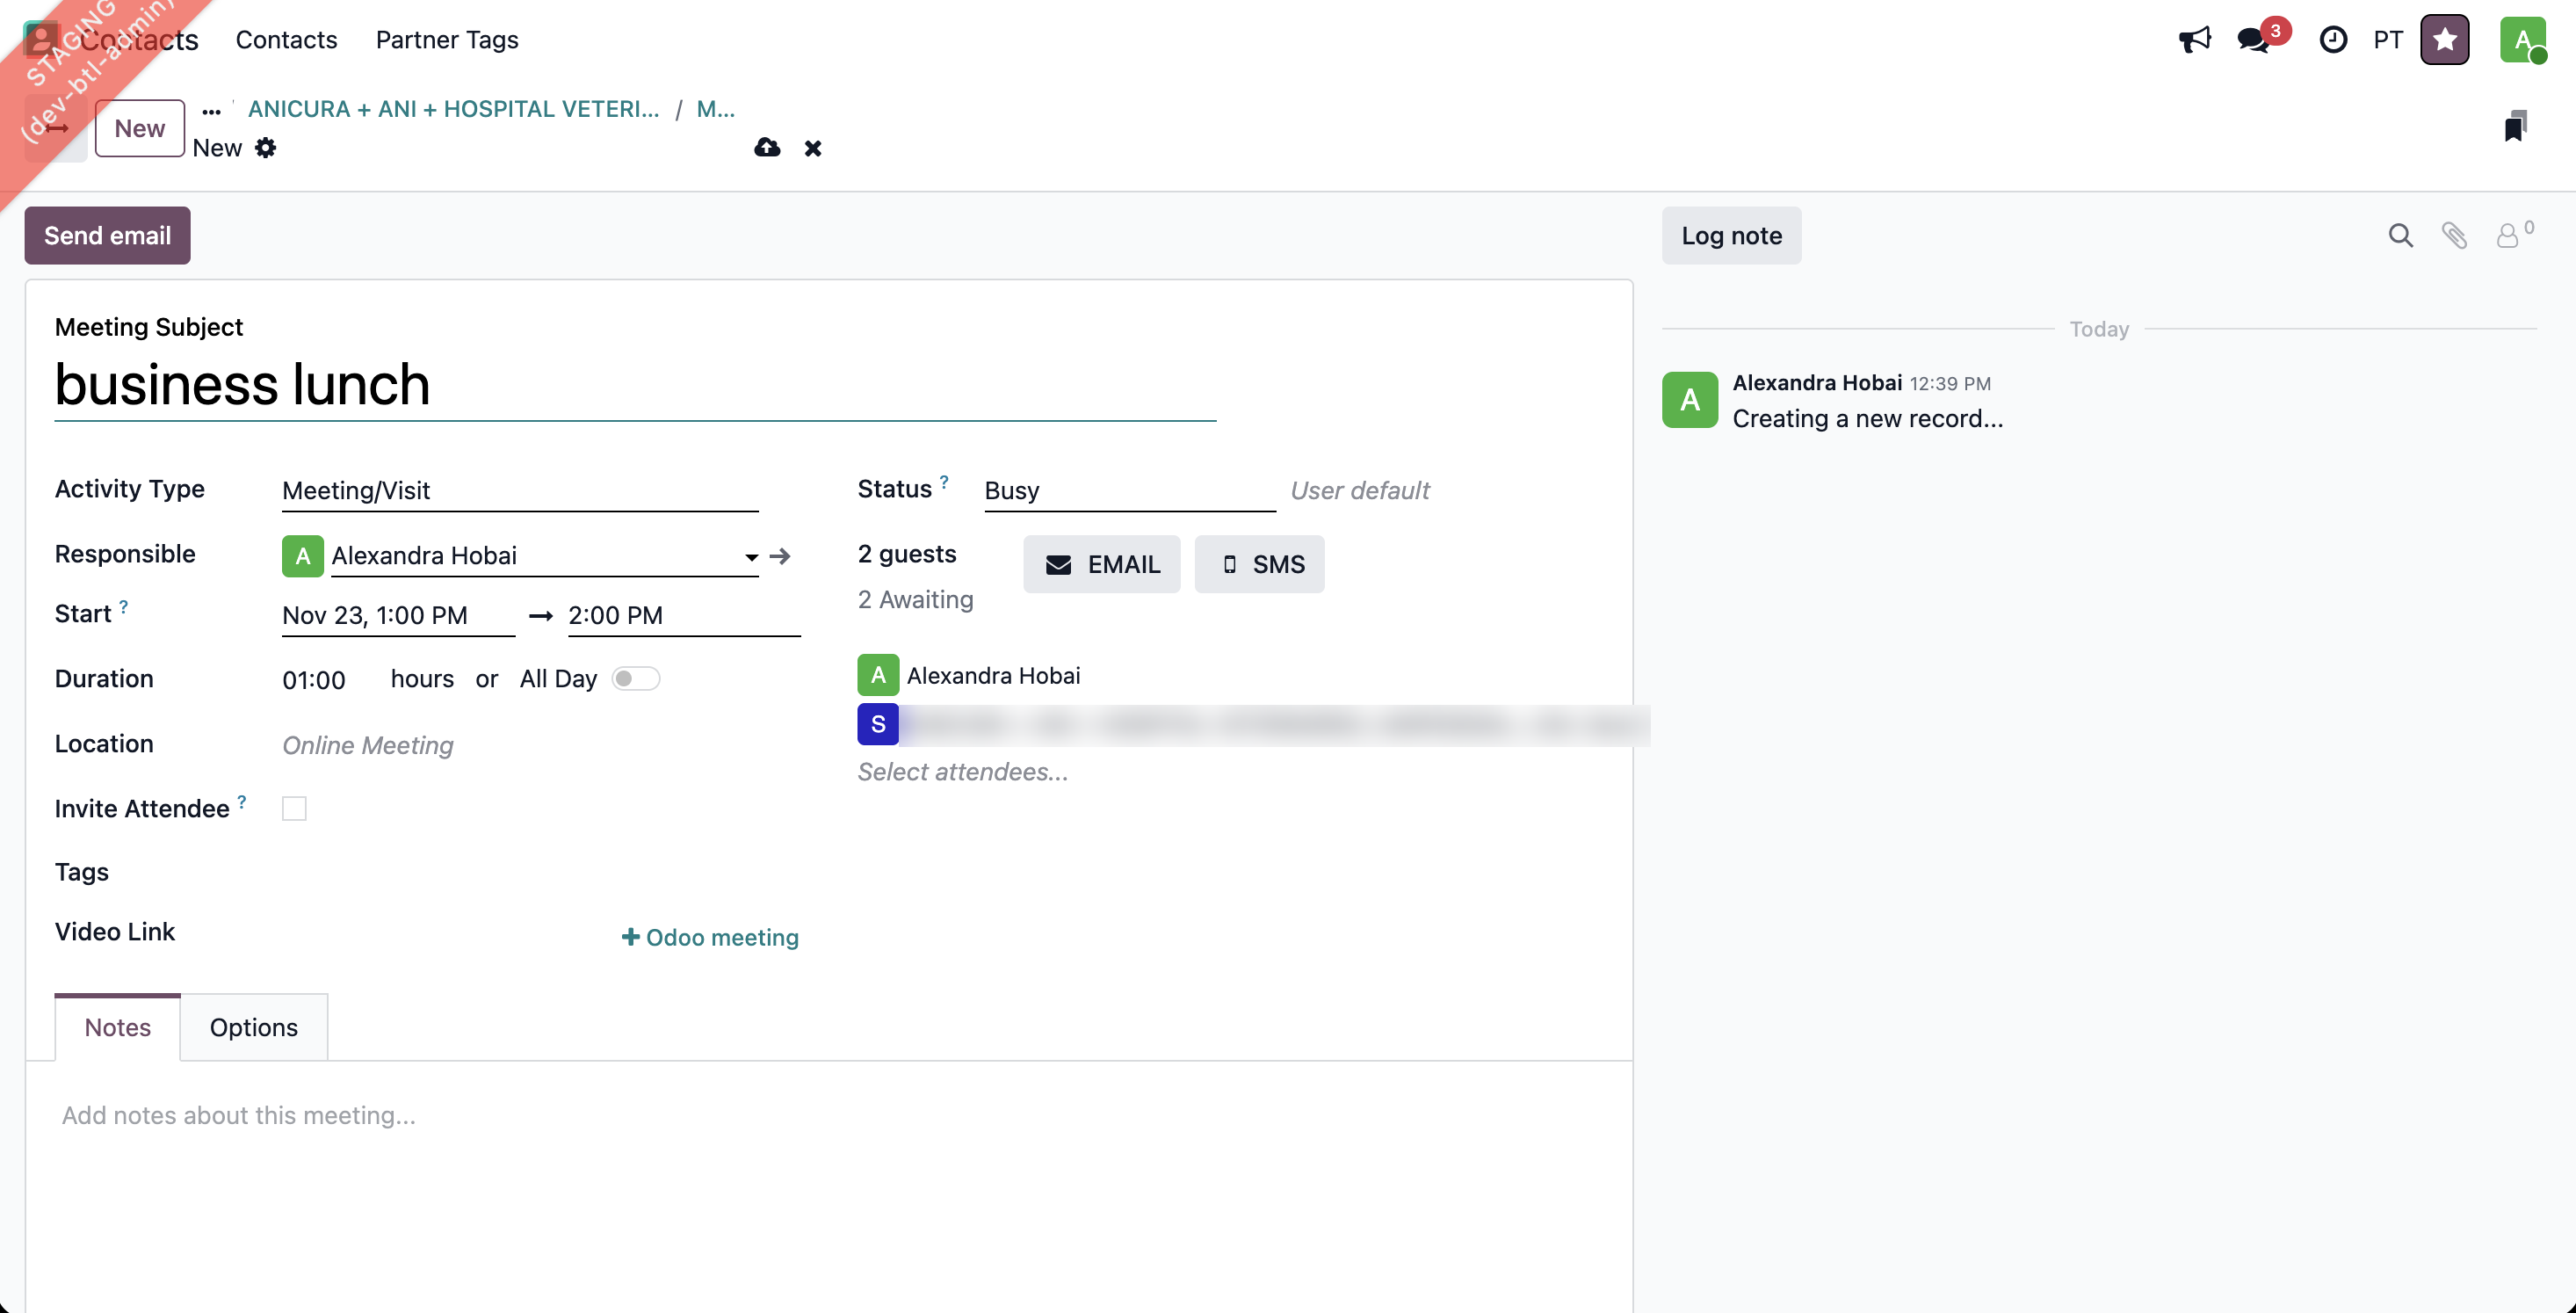 STAGING
(dev-btl-admin)
Contacts
Contacts
Partner Tags
3
PT
A
New
...
ANICURA + ANI + HOSPITAL VETERI... / M...
New
Send email
Log note
0
Meeting Subject
business lunch
Today
A
Alexandra Hobai 12:39 PM
Creating a new record...
Activity Type
Meeting/Visit
Status ?
Busy
User default
Responsible
A
Alexandra Hobai
2 guests
EMAIL
SMS
2 Awaiting
Start ?
Nov 23, 1:00 PM
2:00 PM
Duration
01:00
hours or All Day
A
Alexandra Hobai
S
Location
Online Meeting
Select attendees...
Invite Attendee ?
Tags
Video Link
+ Odoo meeting
Notes
Options
Add notes about this meeting...